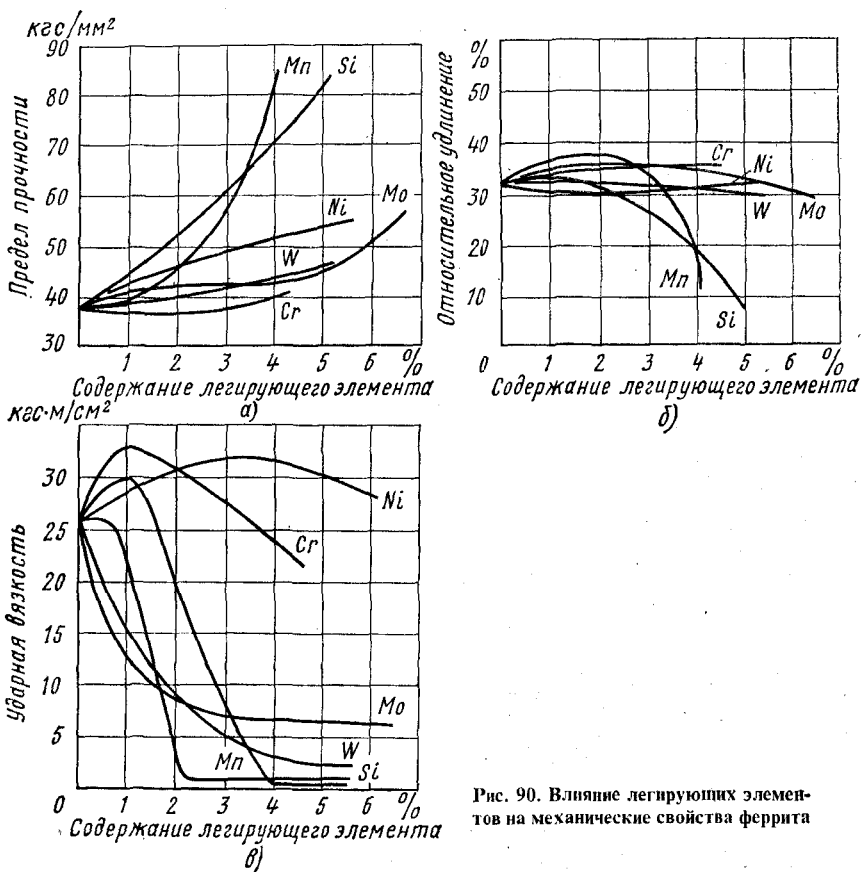 кгс/мм²
90
80
70
60
50
40
30
Предел прочности
Mn
Si
Ni
Mo
W
Cr
1 2 3 4 5 6 %
Содержание легирующего элемента
а)
%
50
40
30
20
10
Относительное удлинение
Cr
Ni
W
Mo
Mn
Si
0 1 2 3 4 5 6 %
Содержание легирующего элемента
б)
кгс·м/см²
30
25
20
15
10
5
Ударная вязкость
Ni
Cr
Mo
W
Mn
Si
0 1 2 3 4 5 6 %
Содержание легирующего элемента
в)
Рис. 90. Влияние легирующих элемен-
тов на механические свойства феррита